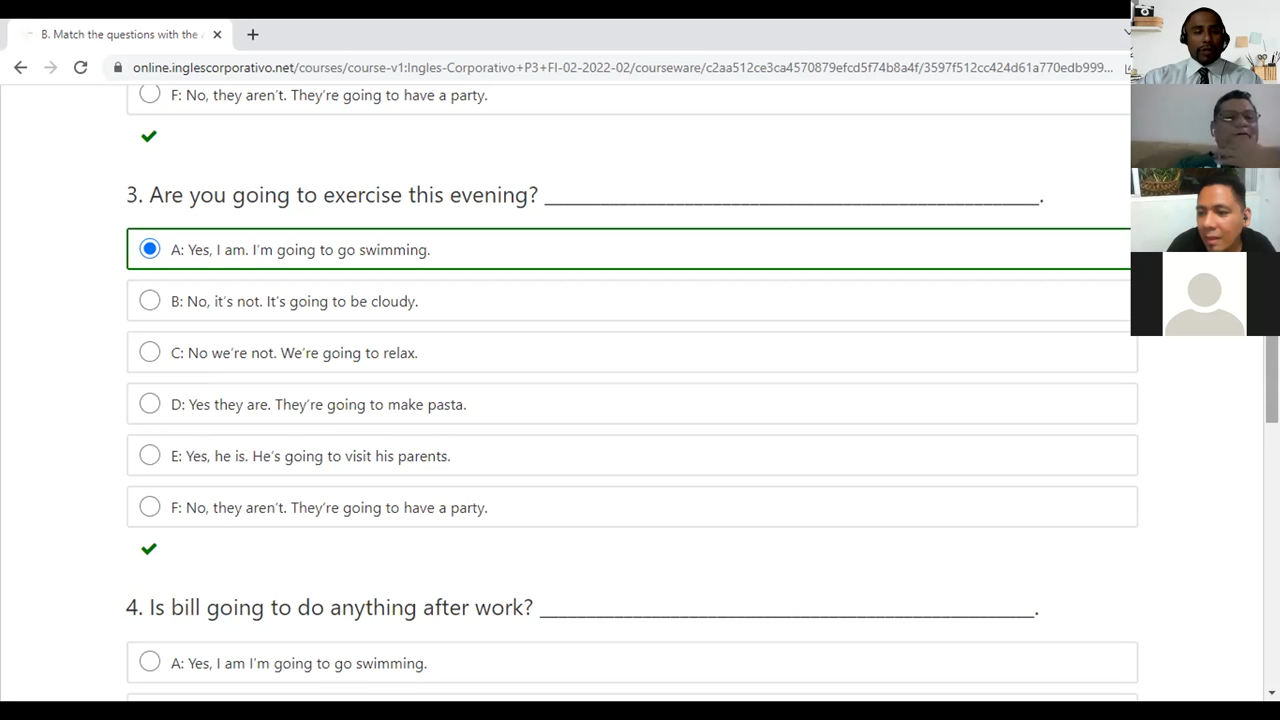 B. Match the questions with the
online.inglescorporativo.net/courses/course-v1:Ingles-Corporativo+P3+FI-02-2022-02/courseware/c2aa512ce3ca4570879efcd5f74b8a4f/3597f512cc424d61a770edb999...
F: No, they aren't. They're going to have a party.
3. Are you going to exercise this evening? ____________________.
A: Yes, I am. I'm going to go swimming.
B: No, it's not. It's going to be cloudy.
C: No we're not. We're going to relax.
D: Yes they are. They're going to make pasta.
E: Yes, he is. He's going to visit his parents.
F: No, they aren't. They're going to have a party.
4. Is bill going to do anything after work? ____________________.
A: Yes, I am I'm going to go swimming.